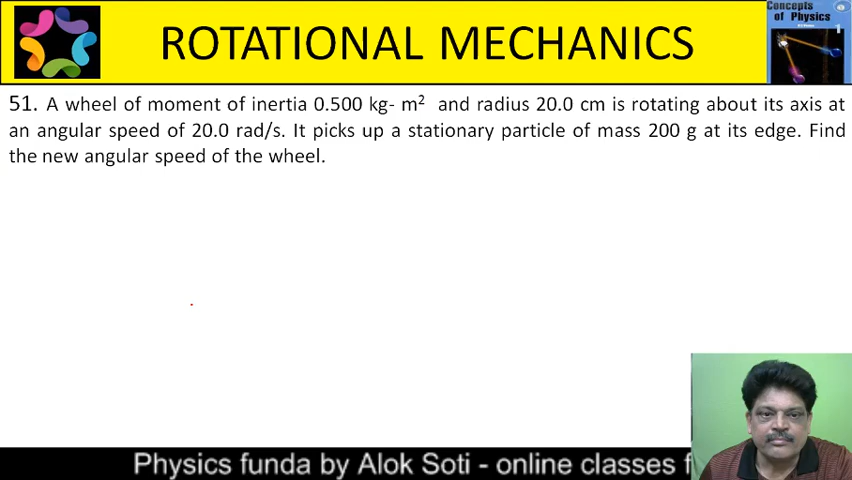 ROTATIONAL MECHANICS
Concepts
of Physics
1
51. A wheel of moment of inertia 0.500 kg- m² and radius 20.0 cm is rotating about its axis at
an angular speed of 20.0 rad/s. It picks up a stationary particle of mass 200 g at its edge. Find
the new angular speed of the wheel.
Physics funda by Alok Soti - online classes f